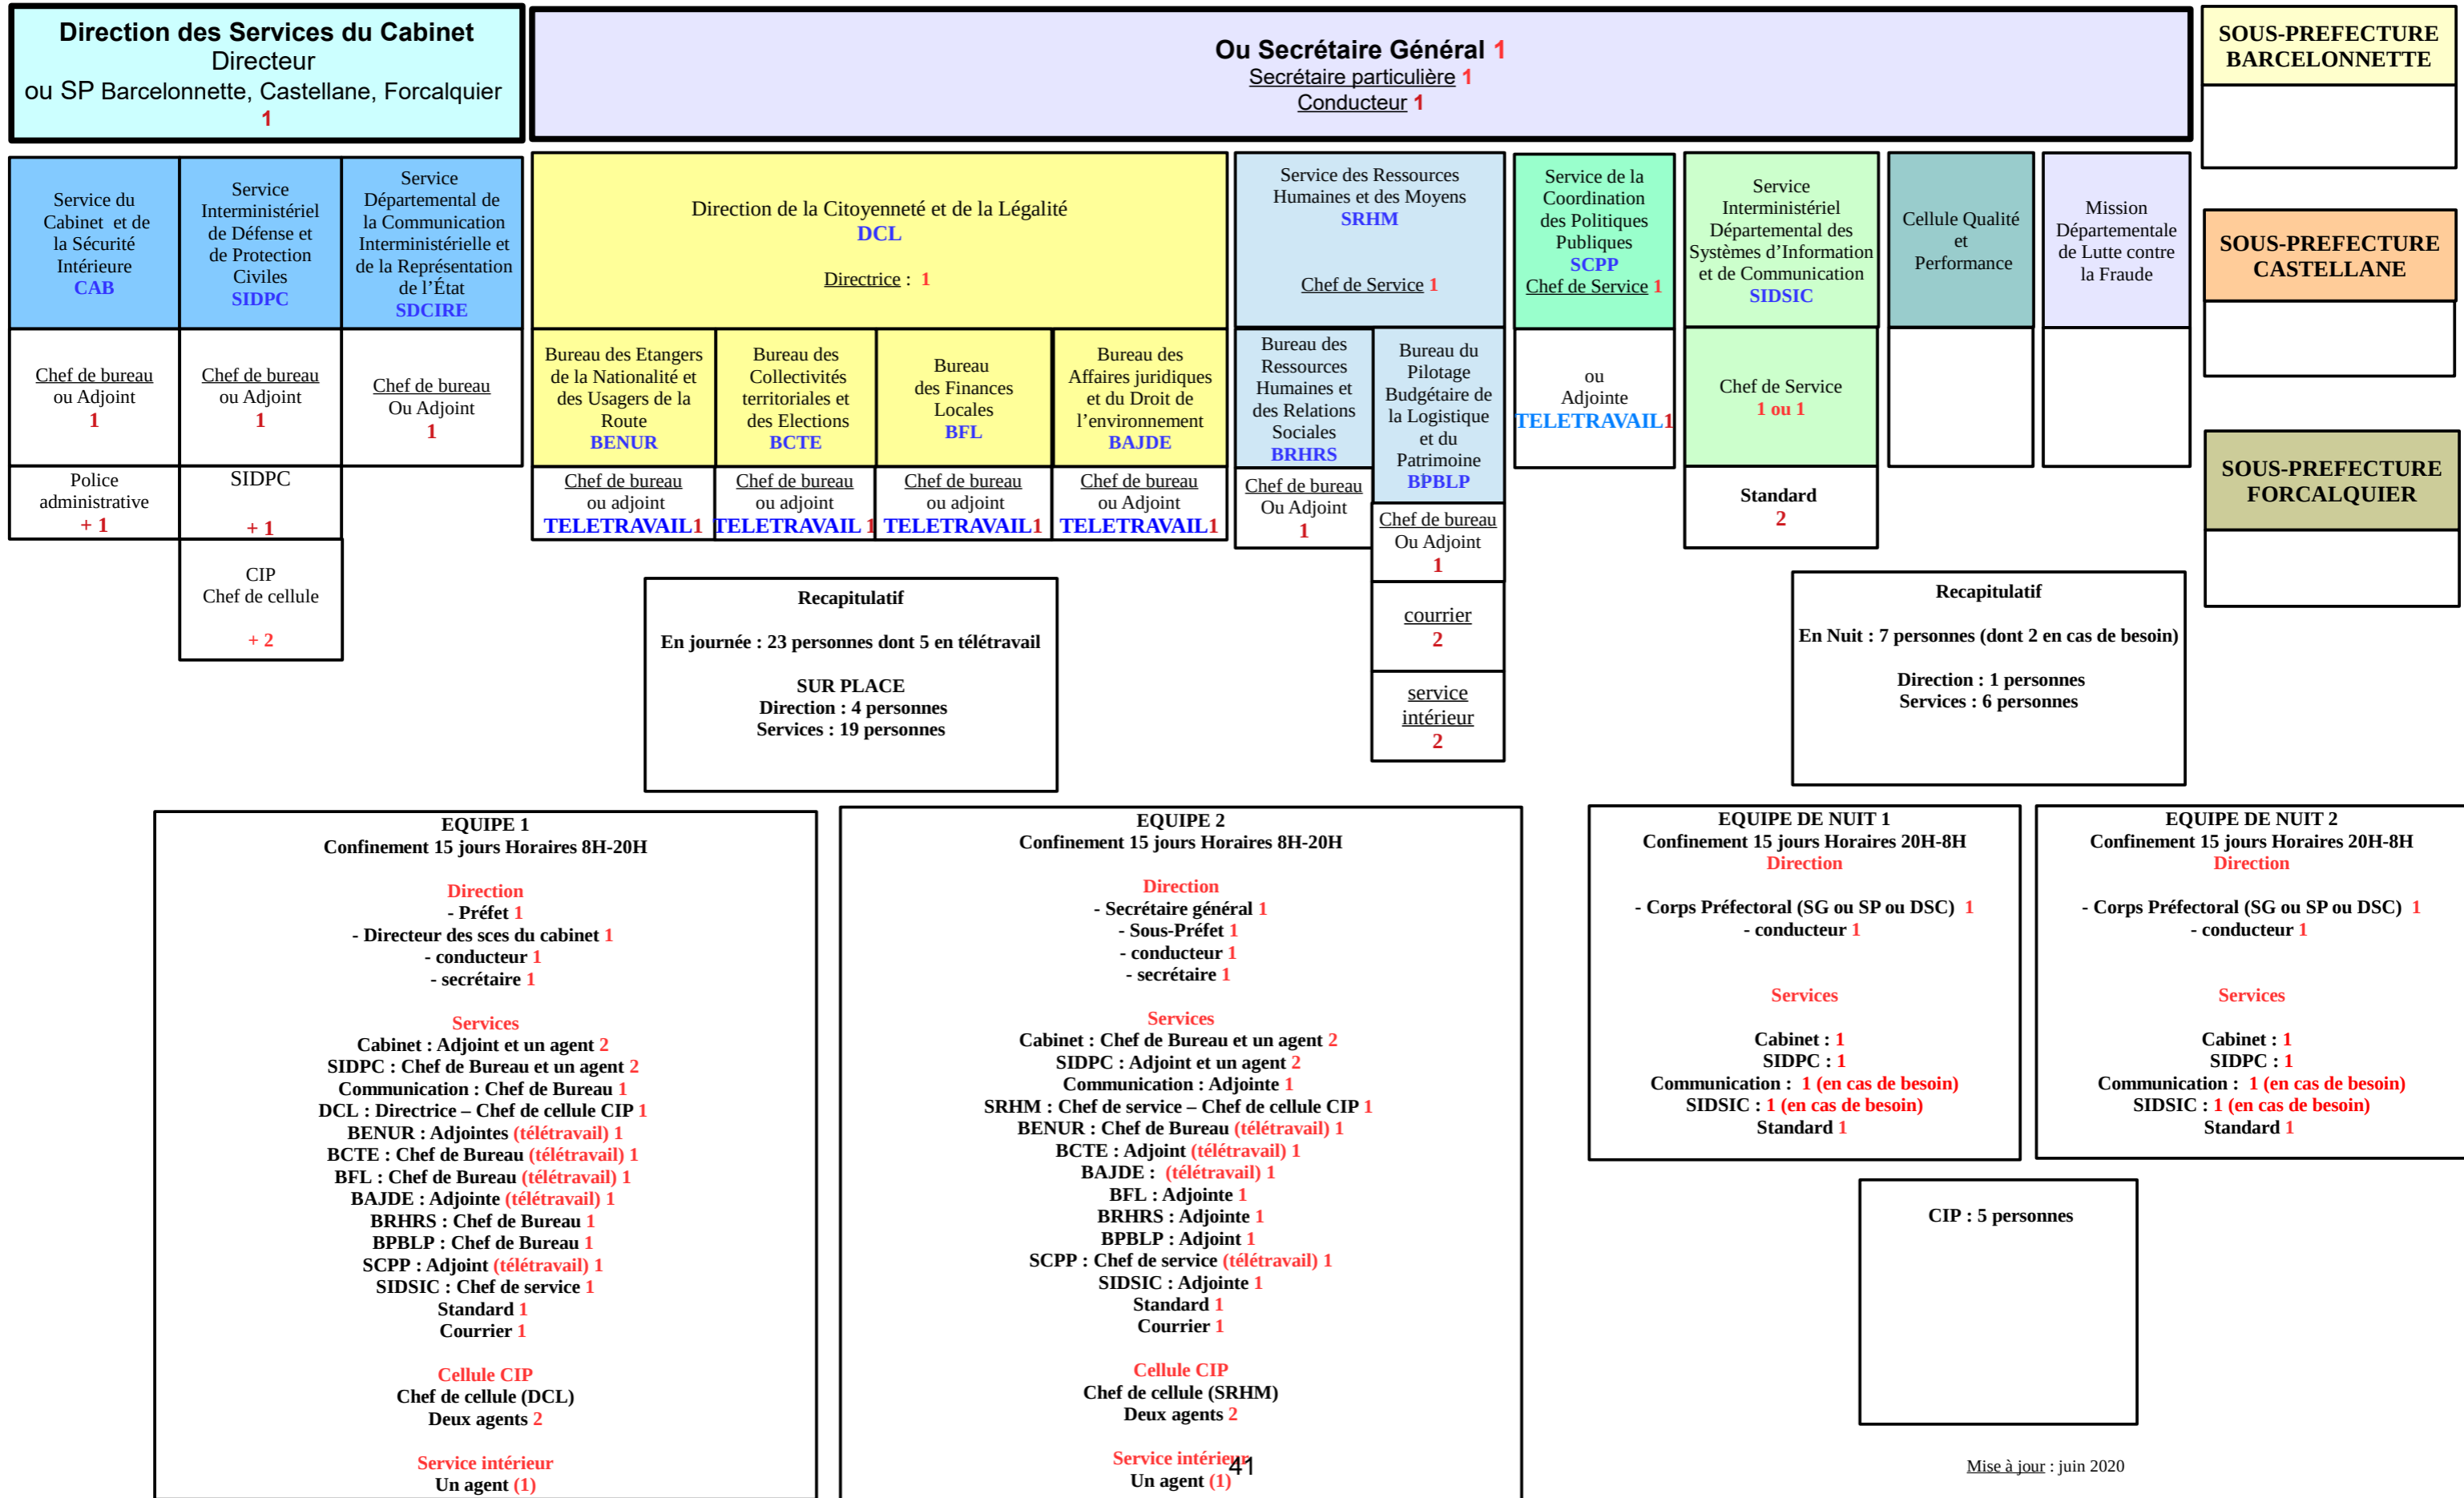 Direction des Services du Cabinet
Directeur
ou SP Barcelonnette, Castellane, Forcalquier
1
Ou Secrétaire Général 1
Secrétaire particulière 1
Conducteur 1
SOUS-PREFECTURE
BARCELONNETTE
SOUS-PREFECTURE
CASTELLANE
SOUS-PREFECTURE
FORCALQUIER
Service du
Cabinet et de
la Sécurité
Intérieure
CAB
Service
Interministériel
de Défense et
de Protection
Civiles
SIDPC
Service
Départemental de
la Communication
Interministérielle et
de la Représentation
de l'État
SDCIRE
Direction de la Citoyenneté et de la Légalité
DCL
Directrice : 1
Service des Ressources
Humaines et des Moyens
SRHM
Chef de Service 1
Service de la
Coordination
des Politiques
Publiques
SCPP
Chef de Service 1
Service
Interministériel
Départemental des
Systèmes d'Information
et de Communication
SIDSIC
Cellule Qualité
et
Performance
Mission
Départementale
de Lutte contre
la Fraude
Chef de bureau
ou Adjoint
1
Chef de bureau
ou Adjoint
1
Chef de bureau
Ou Adjoint
1
Bureau des Etangers
de la Nationalité et
des Usagers de la
Route
BENUR
Bureau des
Collectivités
territoriales et
des Elections
BCTE
Bureau
des Finances
Locales
BFL
Bureau des
Affaires juridiques
et du Droit de
l'environnement
BAJDE
Bureau des
Ressources
Humaines et
des Relations
Sociales
BRHRS
Bureau du
Pilotage
Budgétaire de
la Logistique
et du
Patrimoine
BPBLP
ou
Adjointe
TELETRAVAIL1
Chef de Service
1 ou 1
Police
administrative
+ 1
SIDPC
+ 1
CIP
Chef de cellule
+ 2
Chef de bureau
ou adjoint
TELETRAVAIL1
Chef de bureau
ou adjoint
TELETRAVAIL 1
Chef de bureau
ou adjoint
TELETRAVAIL1
Chef de bureau
ou Adjoint
TELETRAVAIL1
Chef de bureau
Ou Adjoint
1
Chef de bureau
Ou Adjoint
1
courrier
2
service
intérieur
2
Standard
2
Recapitulatif
En journée : 23 personnes dont 5 en télétravail
SUR PLACE
Direction : 4 personnes
Services : 19 personnes
Recapitulatif
En Nuit : 7 personnes (dont 2 en cas de besoin)
Direction : 1 personnes
Services : 6 personnes
EQUIPE 1
Confinement 15 jours Horaires 8H-20H
Direction
- Préfet 1
- Directeur des sces du cabinet 1
- conducteur 1
- secrétaire 1
Services
Cabinet : Adjoint et un agent 2
SIDPC : Chef de Bureau et un agent 2
Communication : Chef de Bureau 1
DCL : Directrice – Chef de cellule CIP 1
BENUR : Adjointes (télétravail) 1
BCTE : Chef de Bureau (télétravail) 1
BFL : Chef de Bureau (télétravail) 1
BAJDE : Adjointe (télétravail) 1
BRHRS : Chef de Bureau 1
BPBLP : Chef de Bureau 1
SCPP : Adjoint (télétravail) 1
SIDSIC : Chef de service 1
Standard 1
Courrier 1
Cellule CIP
Chef de cellule (DCL)
Deux agents 2
Service intérieur
Un agent (1)
EQUIPE 2
Confinement 15 jours Horaires 8H-20H
Direction
- Secrétaire général 1
- Sous-Préfet 1
- conducteur 1
- secrétaire 1
Services
Cabinet : Chef de Bureau et un agent 2
SIDPC : Adjoint et un agent 2
Communication : Adjointe 1
SRHM : Chef de service – Chef de cellule CIP 1
BENUR : Chef de Bureau (télétravail) 1
BCTE : Adjoint (télétravail) 1
BAJDE : (télétravail) 1
BFL : Adjointe 1
BRHRS : Adjointe 1
BPBLP : Adjoint 1
SCPP : Chef de service (télétravail) 1
SIDSIC : Adjointe 1
Standard 1
Courrier 1
Cellule CIP
Chef de cellule (SRHM)
Deux agents 2
Service intérieur
Un agent (1)
EQUIPE DE NUIT 1
Confinement 15 jours Horaires 20H-8H
Direction
- Corps Préfectoral (SG ou SP ou DSC) 1
- conducteur 1
Services
Cabinet : 1
SIDPC : 1
Communication : 1 (en cas de besoin)
SIDSIC : 1 (en cas de besoin)
Standard 1
EQUIPE DE NUIT 2
Confinement 15 jours Horaires 20H-8H
Direction
- Corps Préfectoral (SG ou SP ou DSC) 1
- conducteur 1
Services
Cabinet : 1
SIDPC : 1
Communication : 1 (en cas de besoin)
SIDSIC : 1 (en cas de besoin)
Standard 1
CIP : 5 personnes
41
Mise à jour : juin 2020